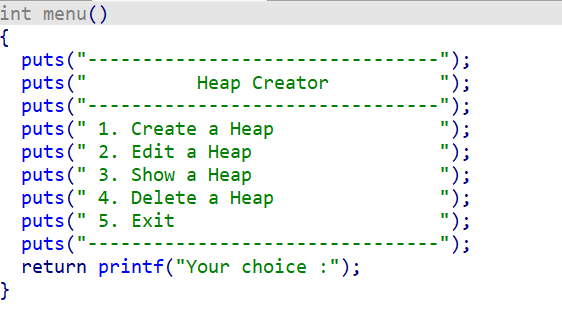 int menu()
{
  puts("--------------------------------");
  puts("          Heap Creator          ");
  puts("--------------------------------");
  puts(" 1. Create a Heap               ");
  puts(" 2. Edit a Heap                 ");
  puts(" 3. Show a Heap                 ");
  puts(" 4. Delete a Heap               ");
  puts(" 5. Exit                        ");
  puts("--------------------------------");
  return printf("Your choice :");
}